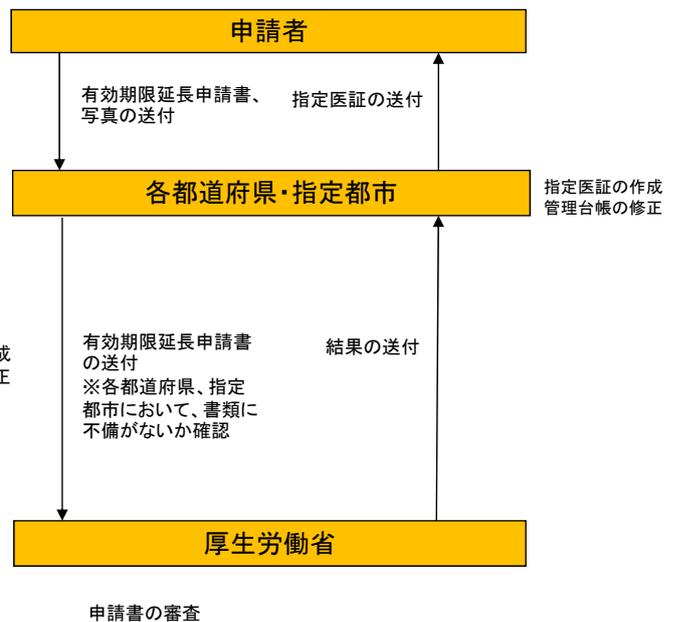 申請者
有効期限延長申請書、
写真の送付
指定医証の送付
各都道府県・指定都市
指定医証の作成
管理台帳の修正
有効期限延長申請書
の送付
※各都道府県、指定
都市において、書類に
不備がないか確認
結果の送付
成
正
厚生労働省
申請書の審査